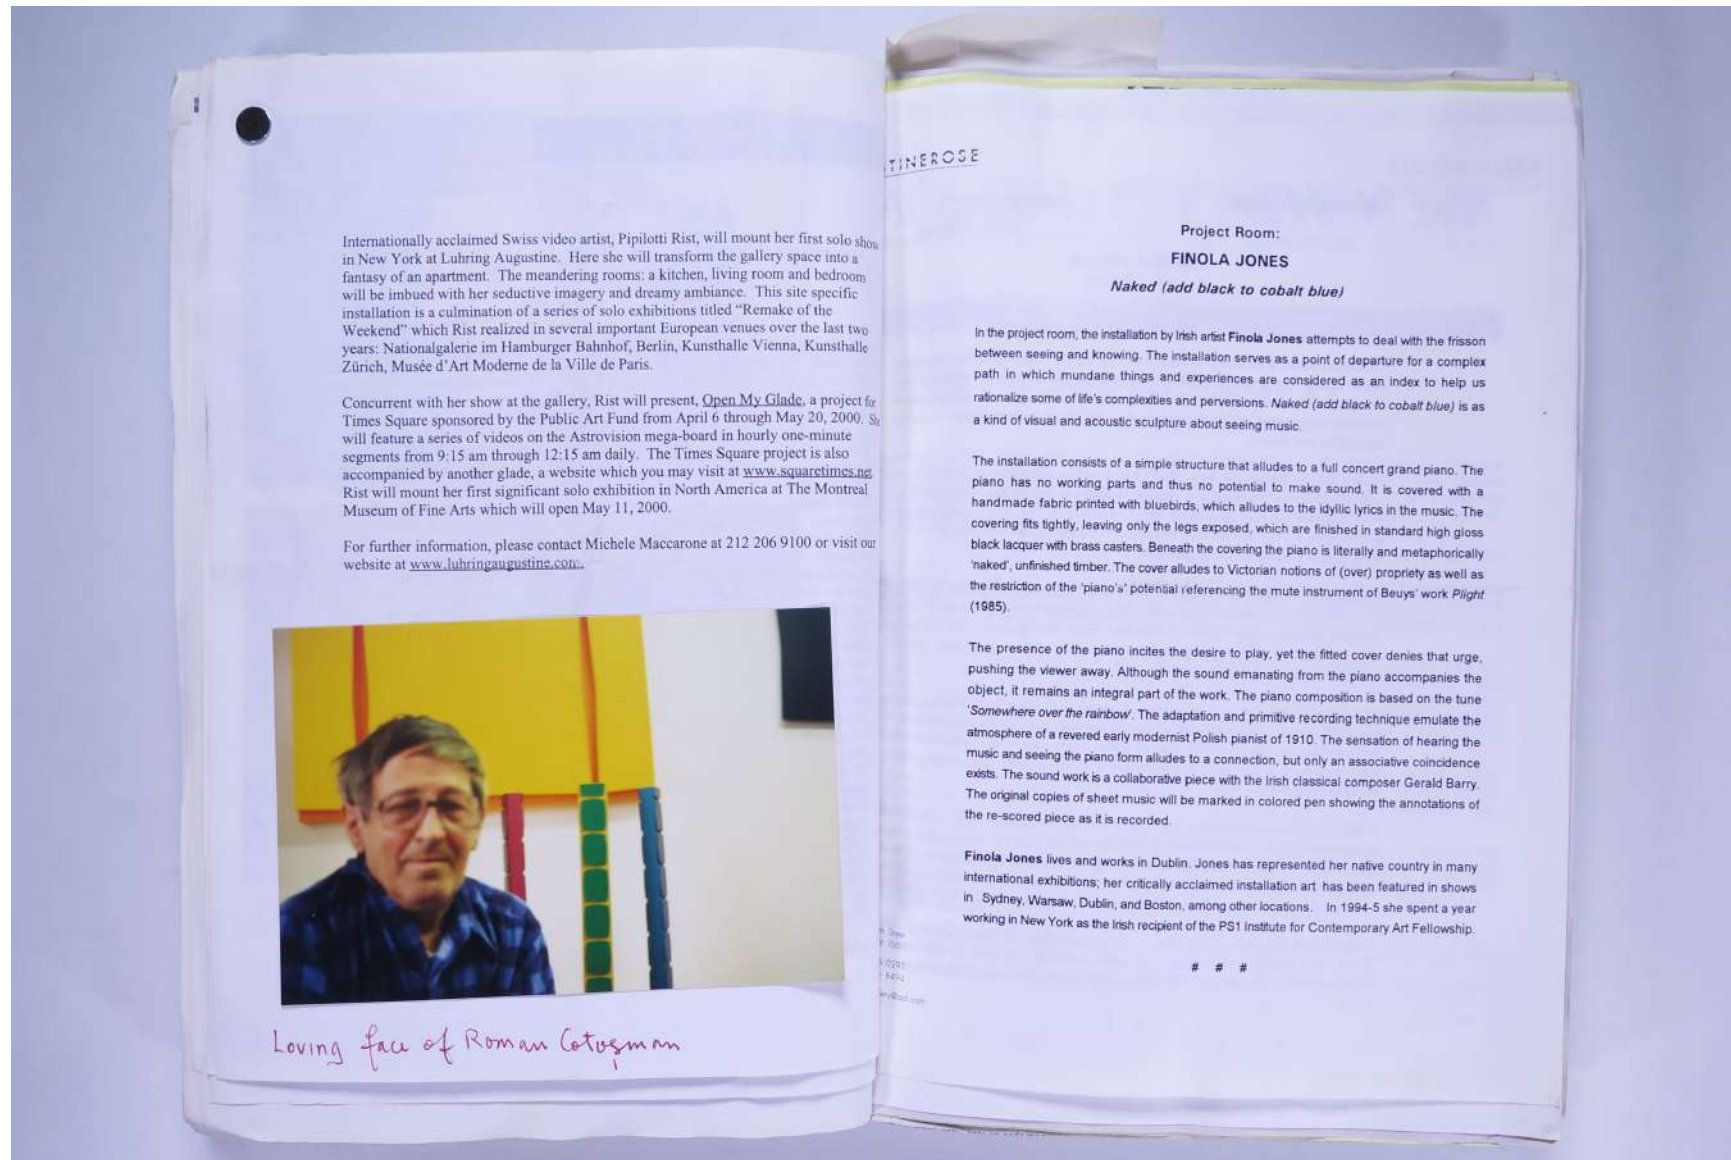 Internationally acclaimed Swiss video artist, Pipilotti Rist, will mount her first solo show
in New York at Luhring Augustine. Here she will transform the gallery space into a
fantasy of an apartment. The meandering rooms: a kitchen, living room and bedroom
will be imbued with her seductive imagery and dreamy ambiance. This site specific
installation is a culmination of a series of solo exhibitions titled “Remake of the
Weekend” which Rist realized in several important European venues over the last two
years: Nationalgalerie im Hamburger Bahnhof, Berlin, Kunsthalle Vienna, Kunsthalle
Zürich, Musée d’Art Moderne de la Ville de Paris.
Concurrent with her show at the gallery, Rist will present, Open My Glade, a project for
Times Square sponsored by the Public Art Fund from April 6 through May 20, 2000. She
will feature a series of videos on the Astrovision mega-board in hourly one-minute
segments from 9:15 am through 12:15 am daily. The Times Square project is also
accompanied by another glade, a website which you may visit at www.squaretimes.net
Rist will mount her first significant solo exhibition in North America at The Montreal
Museum of Fine Arts which will open May 11, 2000.
For further information, please contact Michele Maccarone at 212 206 9100 or visit our
website at www.luhringaugustine.com.
Loving face of Roman Cotosman
TINEROSE
Project Room:
FINOLA JONES
Naked (add black to cobalt blue)
In the project room, the installation by Irish artist Finola Jones attempts to deal with the frisson
between seeing and knowing. The installation serves as a point of departure for a complex
path in which mundane things and experiences are considered as an index to help us
rationalize some of life's complexities and perversions. Naked (add black to cobalt blue) is as
a kind of visual and acoustic sculpture about seeing music.
The installation consists of a simple structure that alludes to a full concert grand piano. The
piano has no working parts and thus no potential to make sound. It is covered with a
handmade fabric printed with bluebirds, which alludes to the idyllic lyrics in the music. The
covering fits tightly, leaving only the legs exposed, which are finished in standard high gloss
black lacquer with brass casters. Beneath the covering the piano is literally and metaphorically
'naked', unfinished timber. The cover alludes to Victorian notions of (over) propriety as well as
the restriction of the 'piano's' potential referencing the mute instrument of Beuys' work Plight
(1985).
The presence of the piano incites the desire to play, yet the fitted cover denies that urge,
pushing the viewer away. Although the sound emanating from the piano accompanies the
object, it remains an integral part of the work. The piano composition is based on the tune
'Somewhere over the rainbow'. The adaptation and primitive recording technique emulate the
atmosphere of a revered early modernist Polish pianist of 1910. The sensation of hearing the
music and seeing the piano form alludes to a connection, but only an associative coincidence
exists. The sound work is a collaborative piece with the Irish classical composer Gerald Barry.
The original copies of sheet music will be marked in colored pen showing the annotations of
the re-scored piece as it is recorded.
Finola Jones lives and works in Dublin. Jones has represented her native country in many
international exhibitions; her critically acclaimed installation art has been featured in shows
in Sydney, Warsaw, Dublin, and Boston, among other locations. In 1994-5 she spent a year
working in New York as the Irish recipient of the PS1 Institute for Contemporary Art Fellowship.
# # #